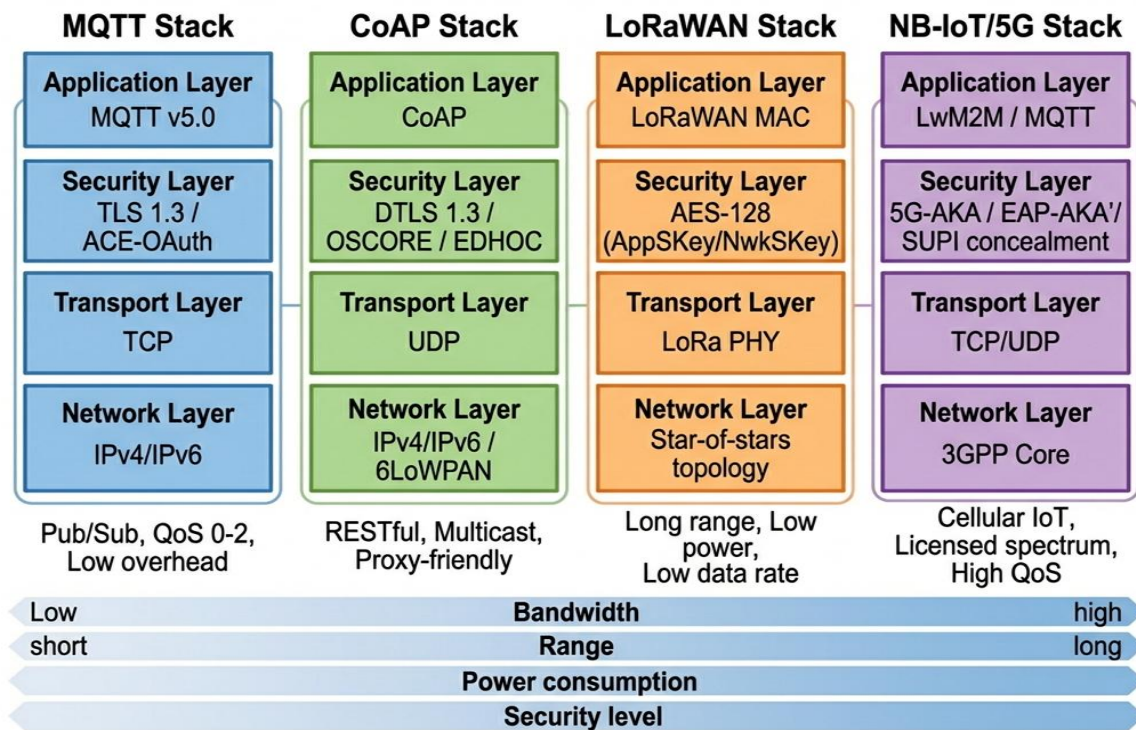 MQTT Stack
Application Layer
MQTT v5.0
Security Layer
TLS 1.3 /
ACE-OAuth
Transport Layer
TCP
Network Layer
IPv4/IPv6
Pub/Sub, QoS 0-2,
Low overhead
CoAP Stack
Application Layer
CoAP
Security Layer
DTLS 1.3 /
OSCORE / EDHOC
Transport Layer
UDP
Network Layer
IPv4/IPv6 /
6LoWPAN
RESTful, Multicast,
Proxy-friendly
LoRaWAN Stack
Application Layer
LoRaWAN MAC
Security Layer
AES-128
(AppSKey/NwkSKey)
Transport Layer
LoRa PHY
Network Layer
Star-of-stars
topology
Long range, Low
power,
Low data rate
NB-IoT/5G Stack
Application Layer
LwM2M / MQTT
Security Layer
5G-AKA / EAP-AKA'/
SUPI concealment
Transport Layer
TCP/UDP
Network Layer
3GPP Core
Cellular IoT,
Licensed spectrum,
High QoS
Low Bandwidth high
short Range long
Power consumption
Security level